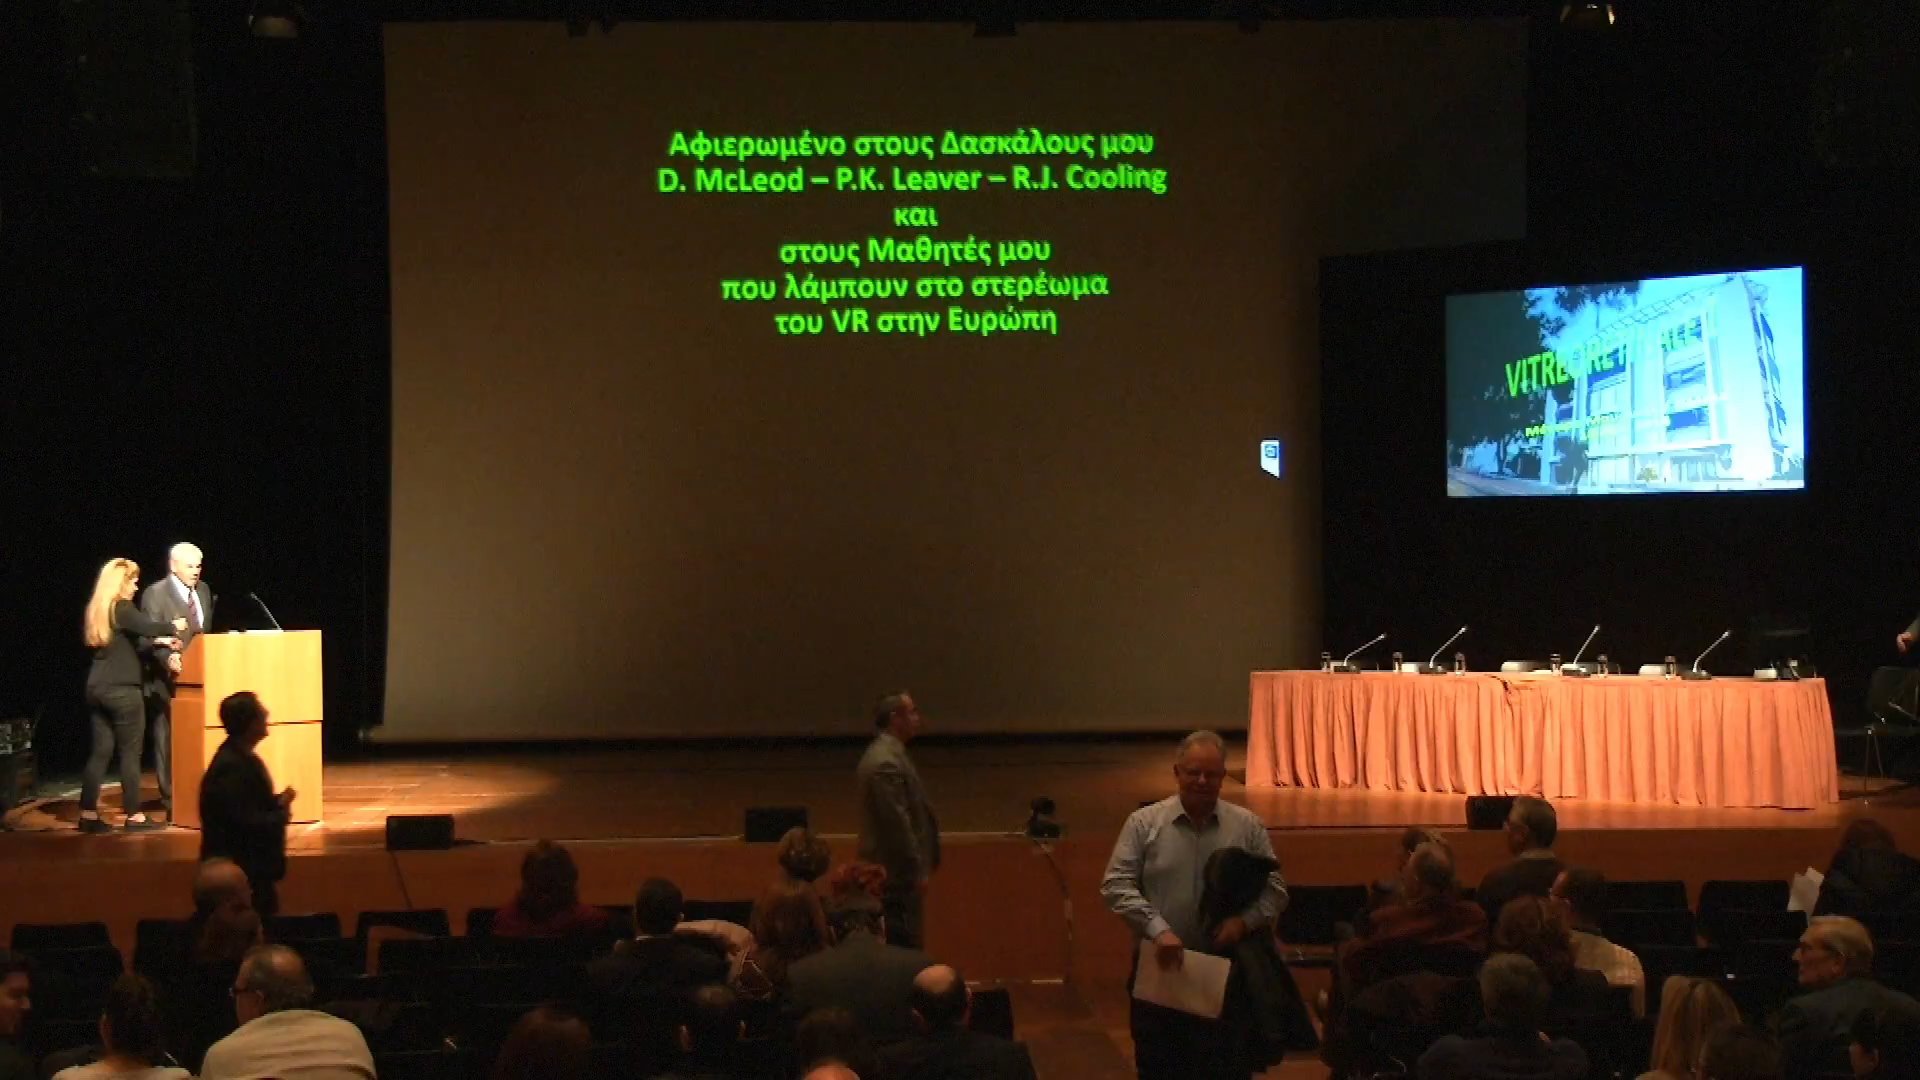 Αφιερωμένο στους Δασκάλους μου
D. McLeod – P.K. Leaver – R.J. Cooling
και
στους Μαθητές μου
που λάμπουν στο στερέωμα
του VR στην Ευρώπη